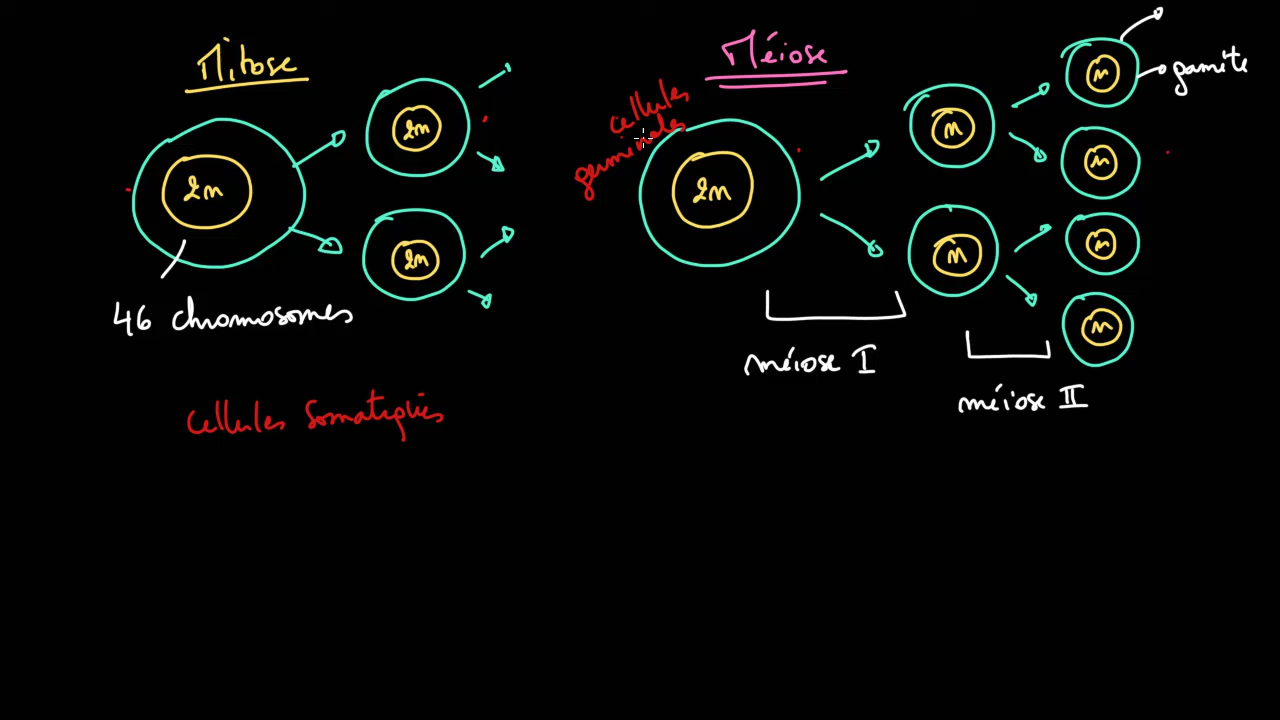 Mitose
2n
2n
2n
46 chromosomes
cellules somatiques
Méiose
cellules
germinales
2n
n
n
n
n
n
n
gamète
méiose I
méiose II